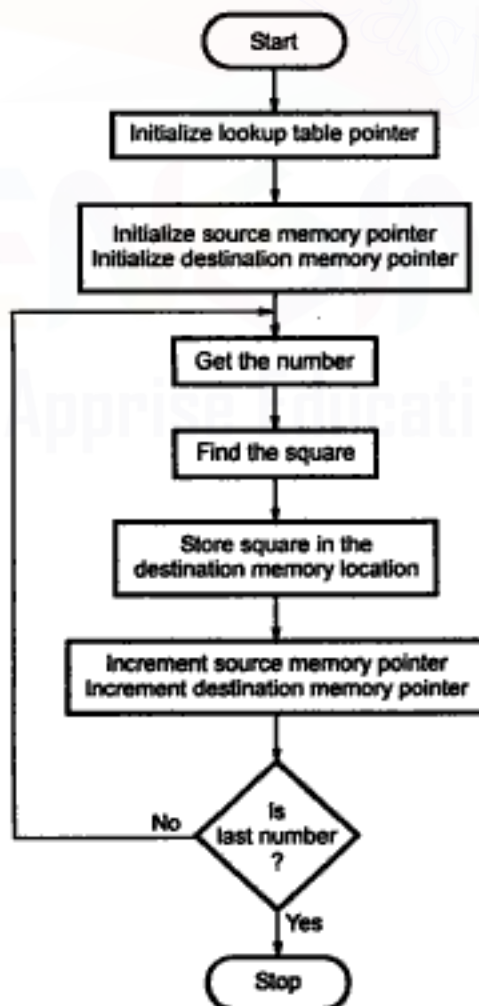 Start
Initialize lookup table pointer
Initialize source memory pointer
Initialize destination memory pointer
Get the number
Apprise Educati
Find the square
Store square in the
destination memory location
Increment source memory pointer
Increment destination memory pointer
Is
last number
?
No
Yes
Stop